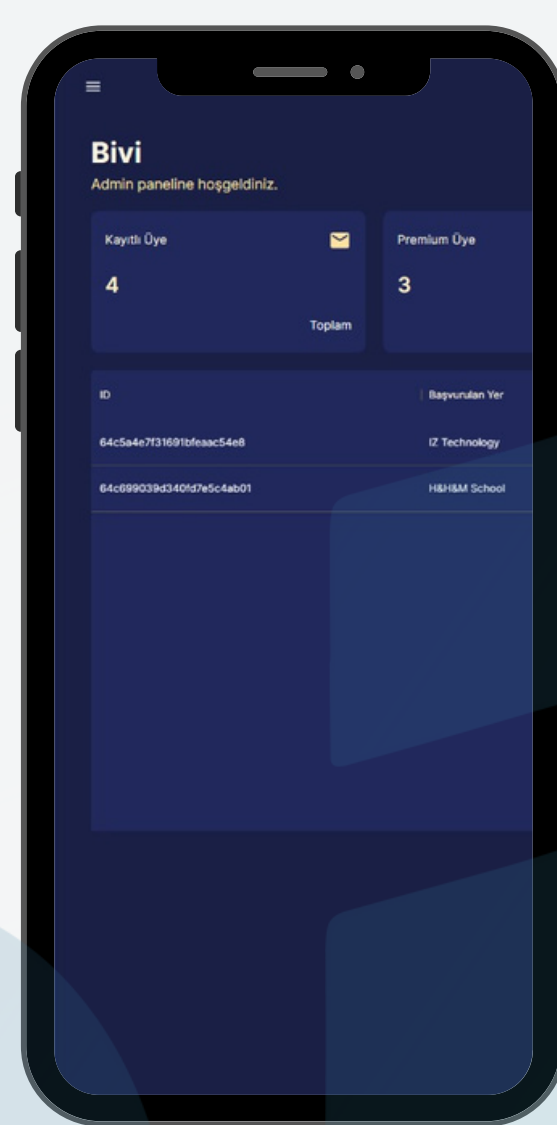 Bivi
Admin paneline hoşgeldiniz.
Kayıtlı Üye
4
Toplam
Premium Üye
3
ID
Başvurulan Yer
64c5a4e7f31691bfeaac54e8
IZ Technology
64c699039d340fd7e5c4ab01
H&H&M School